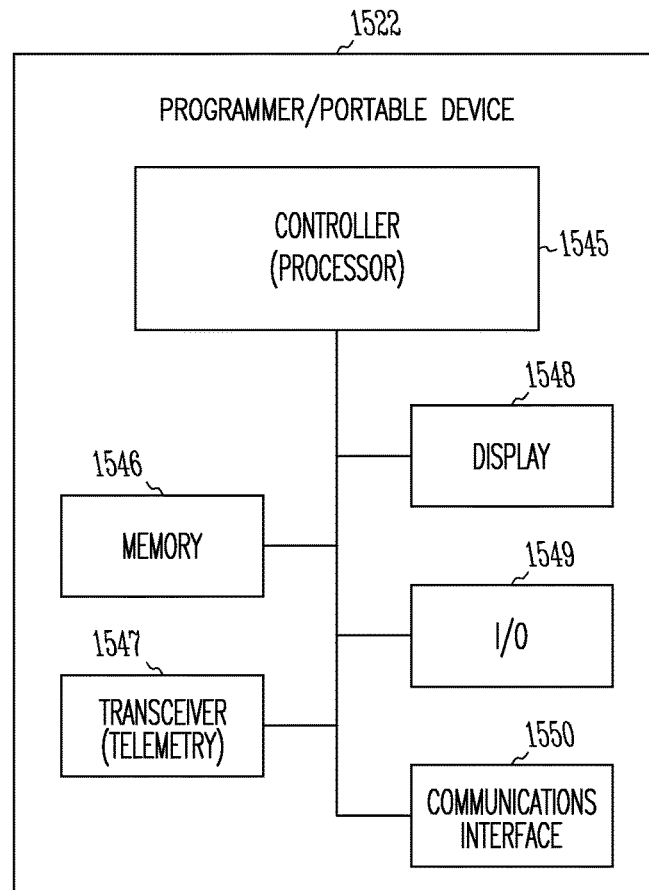 1522
PROGRAMMER/PORTABLE DEVICE
CONTROLLER
(PROCESSOR)
1545
1548
DISPLAY
1546
MEMORY
1549
I/O
1547
TRANSCEIVER
(TELEMETRY)
1550
COMMUNICATIONS
INTERFACE